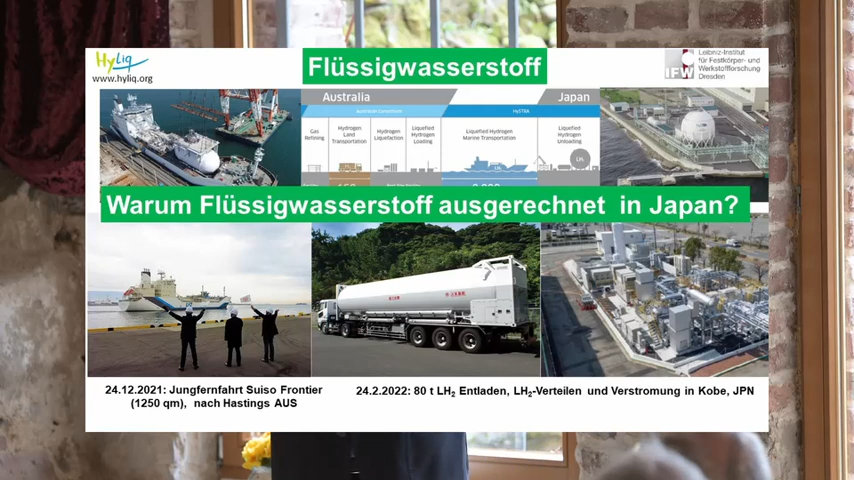 HyLiq
www.hyliq.org
Flüssigwasserstoff
IFW
Leibniz-Institut
für Festkörper- und
Werkstoffforschung
Dresden
Australia
Japan
Australian consortium
HySTRA
Gas Refining
Hydrogen Land Transportation
Hydrogen Liquefaction
Liquefied Hydrogen Loading
Liquefied Hydrogen Marine Transportation
Liquefied Hydrogen Unloading
Warum Flüssigwasserstoff ausgerechnet in Japan?
24.12.2021: Jungfernfahrt Suiso Frontier
(1250 qm), nach Hastings AUS
24.2.2022: 80 t LH₂ Entladen, LH₂-Verteilen und Verstromung in Kobe, JPN